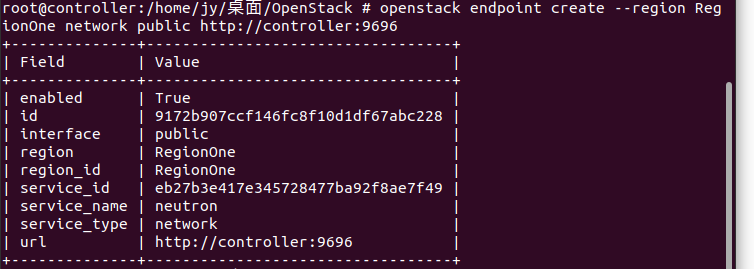 root@controller:/home/jy/桌面/OpenStack # openstack endpoint create --region Reg
ionOne network public http://controller:9696
+--------------+----------------------------------+
| Field        | Value                            |
+--------------+----------------------------------+
| enabled      | True                             |
| id           | 9172b907ccf146fc8f10d1df67abc228 |
| interface    | public                           |
| region       | RegionOne                        |
| region_id    | RegionOne                        |
| service_id   | eb27b3e417e345728477ba92f8ae7f49 |
| service_name | neutron                          |
| service_type | network                          |
| url          | http://controller:9696           |
+--------------+----------------------------------+